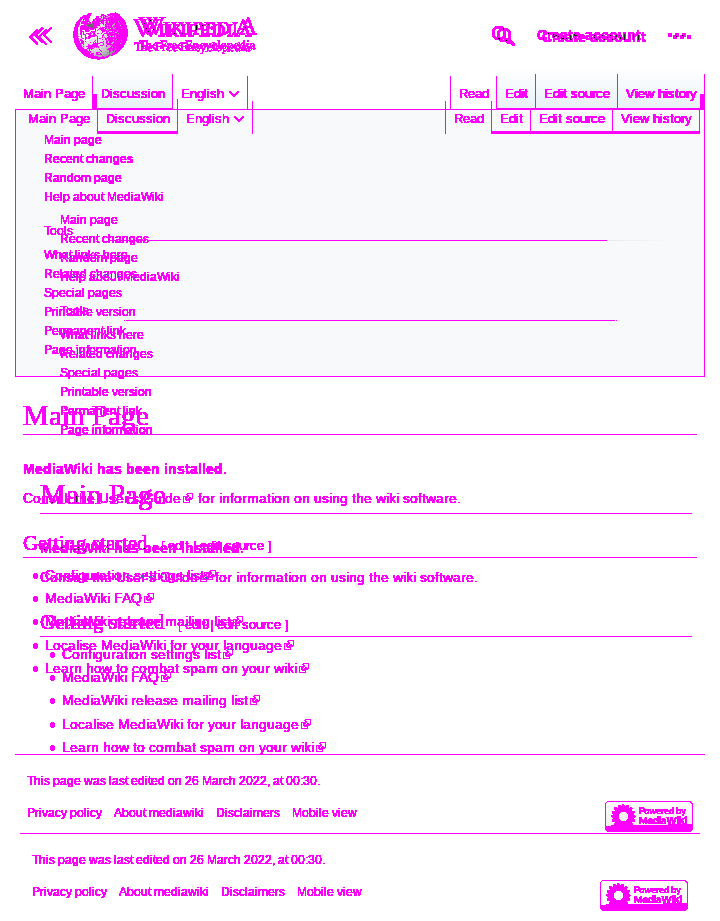 WIKIPEDIA
The Free Encyclopedia
Create account
Main Page Discussion English Read Edit Edit source View history
Main Page Discussion English Read Edit Edit source View history
Main page
Recent changes
Random page
Help about MediaWiki
Main page
Tools
Recent changes
What links here
Random page
Related changes
Help about MediaWiki
Special pages
Tools
Printable version
Permanent link
What links here
Page information
Related changes
Special pages
Printable version
Permanent link
Main Page
Page information
MediaWiki has been installed.
Main Page
Consult the User's Guide for information on using the wiki software.
Getting started [ edit | edit source ]
MediaWiki has been installed.
Configuration settings list
Consult the User's Guide for information on using the wiki software.
MediaWiki FAQ
MediaWiki release mailing list
Getting started [ edit | edit source ]
Localise MediaWiki for your language
Configuration settings list
Learn how to combat spam on your wiki
MediaWiki FAQ
MediaWiki release mailing list
Localise MediaWiki for your language
Learn how to combat spam on your wiki
This page was last edited on 26 March 2022, at 00:30.
Privacy policy About mediawiki Disclaimers Mobile view
Powered by
MediaWiki
This page was last edited on 26 March 2022, at 00:30.
Privacy policy About mediawiki Disclaimers Mobile view
Powered by
MediaWiki